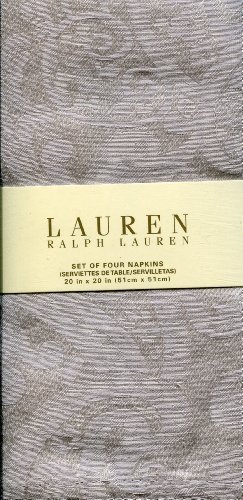 LAUREN
RALPH LAUREN
SET OF FOUR NAPKINS
(SERVIETTES DE TABLE/SERVILLETAS)
20 in x 20 in (51cm x 51cm)